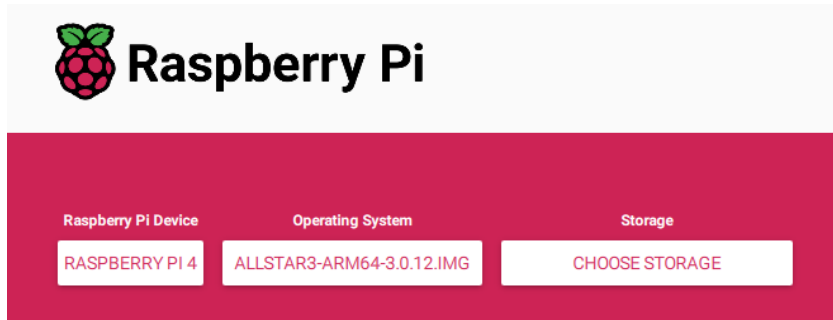 Raspberry Pi
Raspberry Pi Device Operating System Storage
RASPBERRY PI 4 ALLSTAR3-ARM64-3.0.12.IMG CHOOSE STORAGE